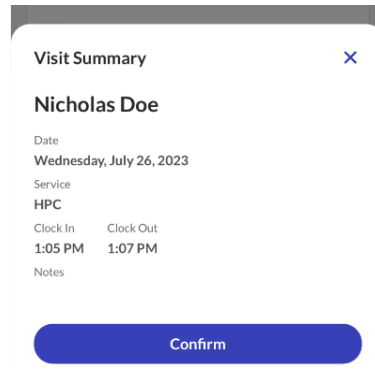 Visit Summary
Nicholas Doe
Date
Wednesday, July 26, 2023
Service
HPC
Clock In Clock Out
1:05 PM 1:07 PM
Notes
Confirm